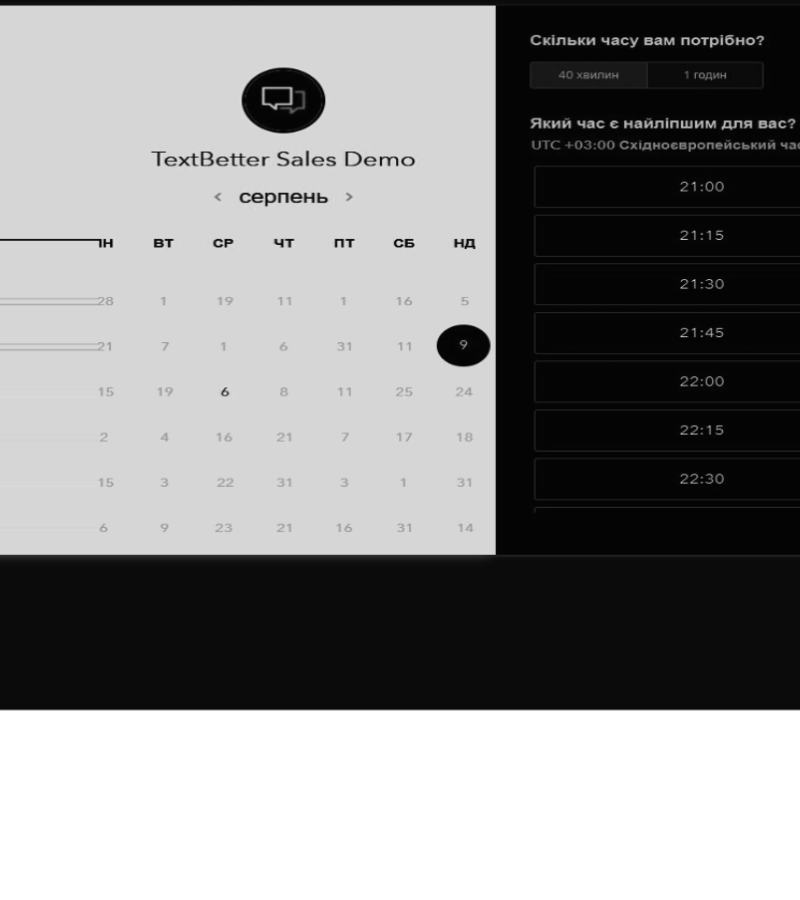 TextBetter Sales Demo
< серпень >
ІН ВТ СР ЧТ ПТ СБ НД
28 1 19 11 1 16 5
21 7 1 6 31 11 9
15 19 6 8 11 25 24
2 4 16 21 7 17 18
15 3 22 31 3 1 31
6 9 23 21 16 31 14
Скільки часу вам потрібно?
40 хвилин 1 годин
Який час є найліпшим для вас?
UTC +03:00 Східноєвропейський час
21:00
21:15
21:30
21:45
22:00
22:15
22:30